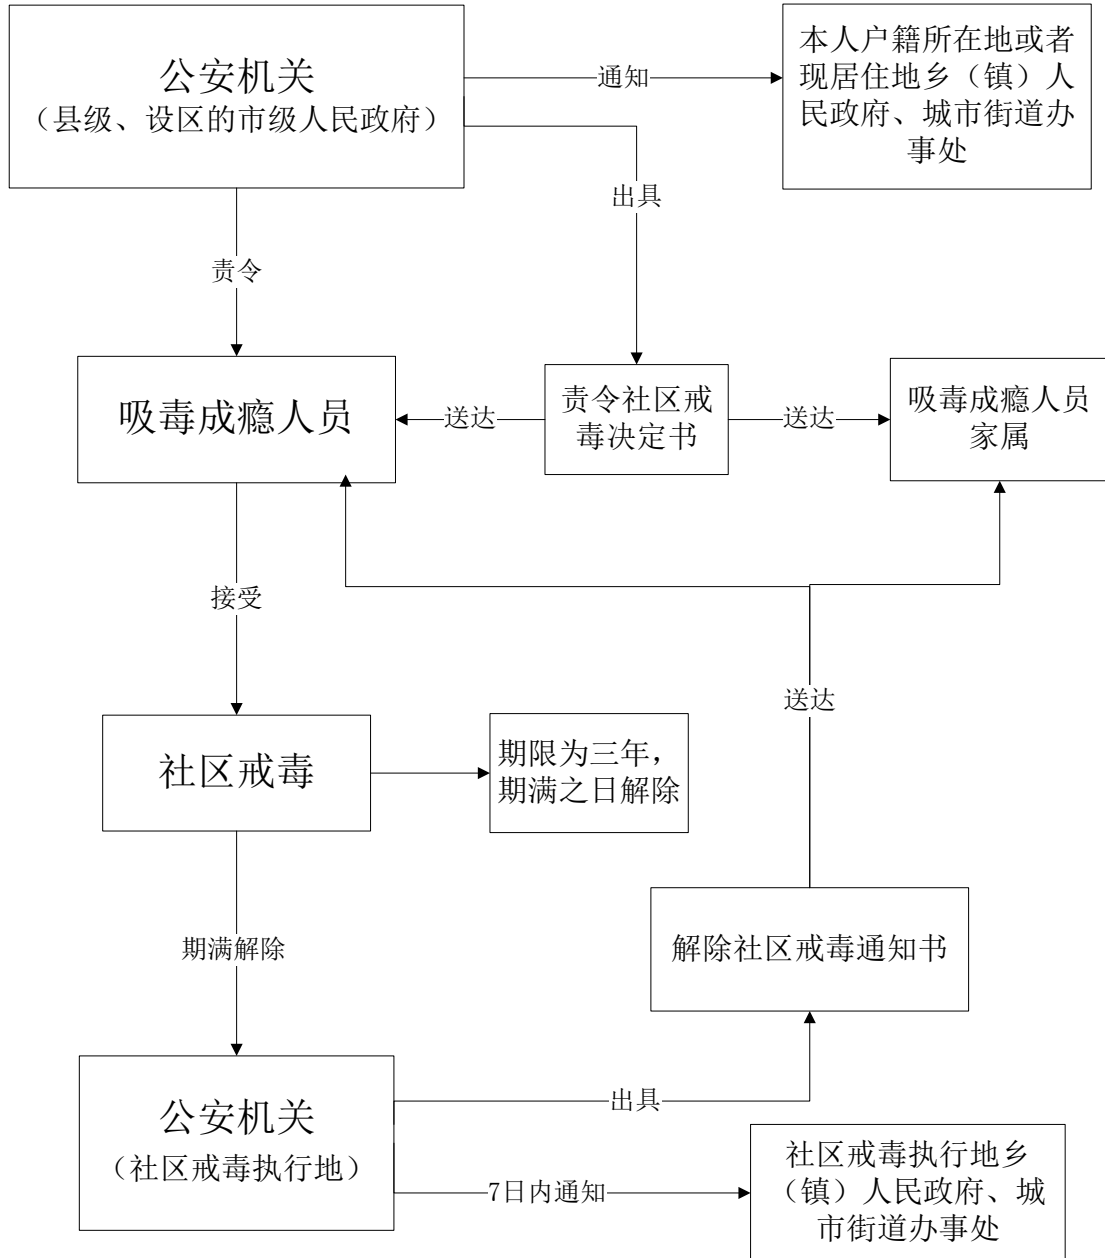 公安机关
（县级、设区的市级人民政府）
通知
本人户籍所在地或者
现居住地乡（镇）人
民政府、城市街道办
事处
出具
责令
吸毒成瘾人员
送达
责令社区戒
毒决定书
送达
吸毒成瘾人员
家属
接受
送达
社区戒毒
期限为三年，
期满之日解除
期满解除
解除社区戒毒通知书
公安机关
（社区戒毒执行地）
出具
7日内通知
社区戒毒执行地乡
（镇）人民政府、城
市街道办事处